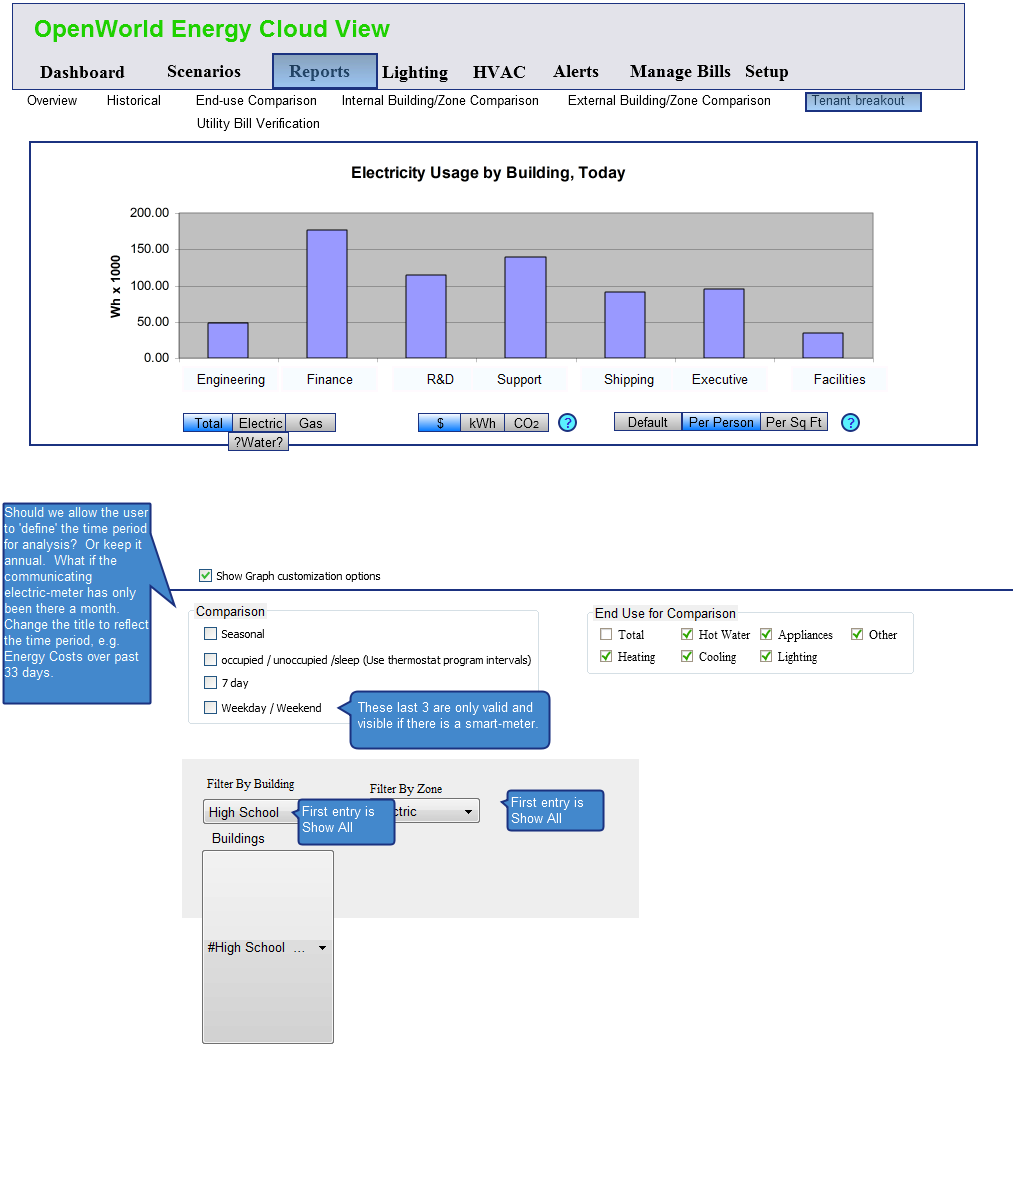 OpenWorld Energy Cloud View
Dashboard Scenarios Reports Lighting HVAC Alerts Manage Bills Setup
Overview Historical End-use Comparison Internal Building/Zone Comparison External Building/Zone Comparison Tenant breakout
Utility Bill Verification
Electricity Usage by Building, Today
200.00
150.00
100.00
50.00
0.00
Wh x 1000
Engineering Finance R&D Support Shipping Executive Facilities
Total Electric Gas $ kWh CO2 ? Default Per Person Per Sq Ft ?
?Water?
Should we allow the user
to 'define' the time period
for analysis? Or keep it
annual. What if the
communicating
electric-meter has only
been there a month.
Change the title to reflect
the time period, e.g.
Energy Costs over past
33 days.
Show Graph customization options
Comparison
Seasonal
occupied / unoccupied /sleep (Use thermostat program intervals)
7 day
Weekday / Weekend
These last 3 are only valid and
visible if there is a smart-meter.
End Use for Comparison
Total Hot Water Appliances Other
Heating Cooling Lighting
Filter By Building
High School
First entry is
Show All
Filter By Zone
ctric
First entry is
Show All
Buildings
#High School ...